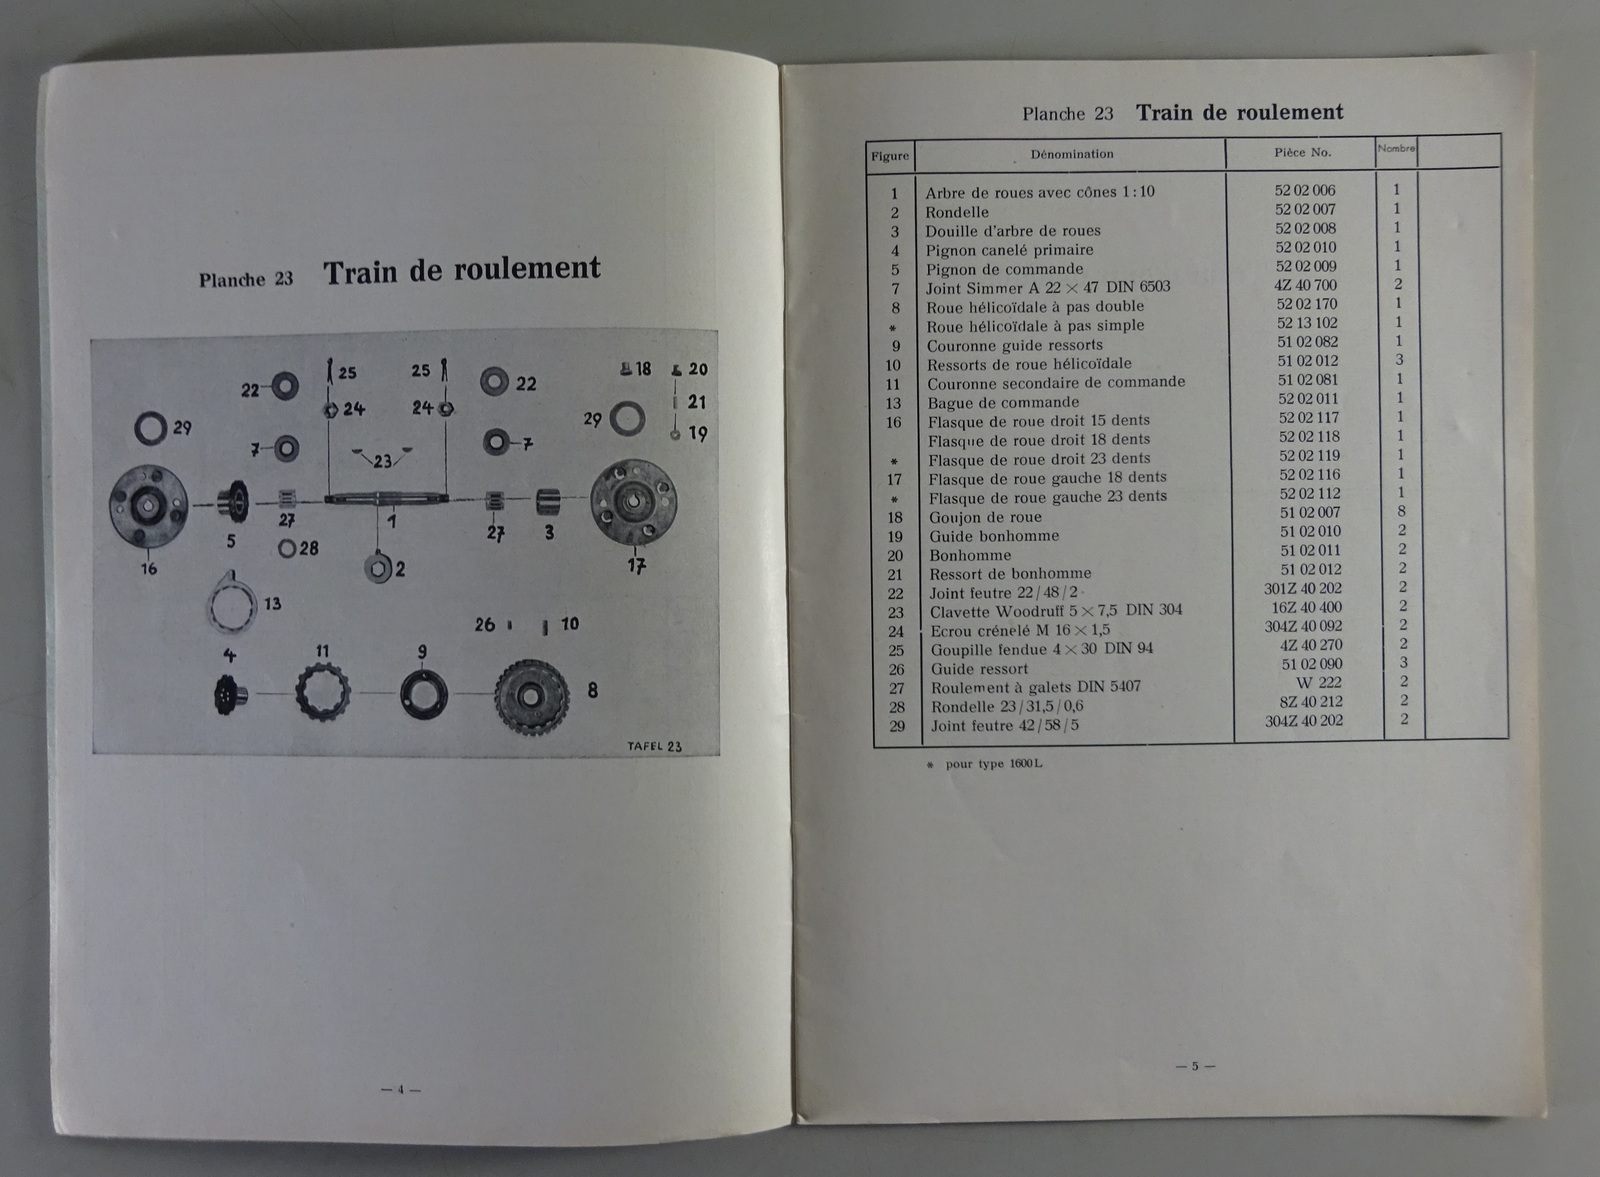 Planche 23 Train de roulement
22 25 25 22 18 20
24 24 21
29 29 19
7 23 7
5 27 1 27 3
16 28 2 17
13
26 10
4 11 9 8
TAFEL 23
— 4 —
Planche 23 Train de roulement
Figure Dénomination Pièce No. Nombre
1 Arbre de roues avec cônes 1:10 52 02 006 1
2 Rondelle 52 02 007 1
3 Douille d'arbre de roues 52 02 008 1
4 Pignon canelé primaire 52 02 010 1
5 Pignon de commande 52 02 009 1
7 Joint Simmer A 22 × 47 DIN 6503 4Z 40 700 2
8 Roue hélicoïdale à pas double 52 02 170 1
* Roue hélicoïdale à pas simple 52 13 102 1
9 Couronne guide ressorts 51 02 082 1
10 Ressorts de roue hélicoïdale 51 02 012 3
11 Couronne secondaire de commande 51 02 081 1
13 Bague de commande 52 02 011 1
16 Flasque de roue droit 15 dents 52 02 117 1
Flasque de roue droit 18 dents 52 02 118 1
* Flasque de roue droit 23 dents 52 02 119 1
17 Flasque de roue gauche 18 dents 52 02 116 1
* Flasque de roue gauche 23 dents 52 02 112 1
18 Goujon de roue 51 02 007 8
19 Guide bonhomme 51 02 010 2
20 Bonhomme 51 02 011 2
21 Ressort de bonhomme 51 02 012 2
22 Joint feutre 22/48/2 301Z 40 202 2
23 Clavette Woodruff 5 × 7,5 DIN 304 16Z 40 400 2
24 Ecrou crénelé M 16 × 1,5 304Z 40 092 2
25 Goupille fendue 4 × 30 DIN 94 4Z 40 270 2
26 Guide ressort 51 02 090 3
27 Roulement à galets DIN 5407 W 222 2
28 Rondelle 23/31,5/0,6 8Z 40 212 2
29 Joint feutre 42/58/5 304Z 40 202 2
* pour type 1600 L
— 5 —